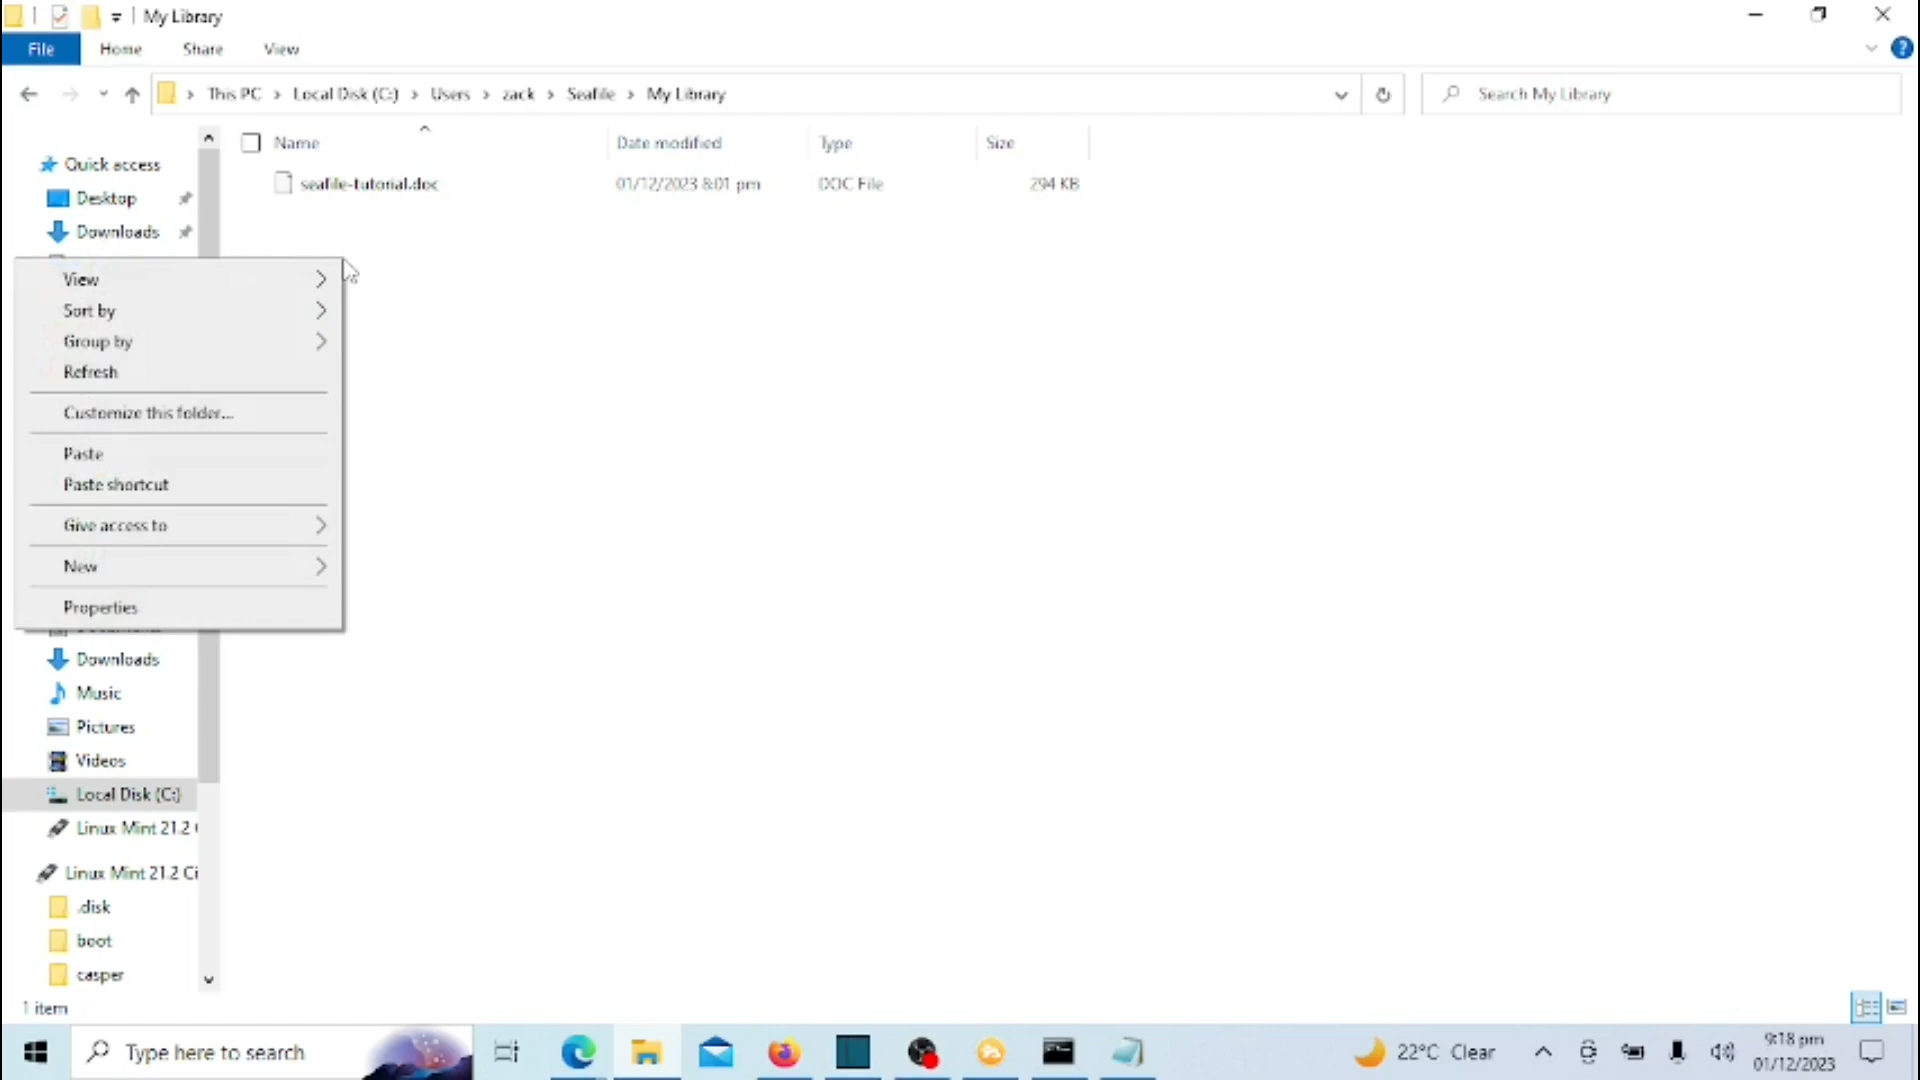 My Library
File Home Share View
This PC > Local Disk (C:) > Users > zack > Seafile > My Library
Search My Library
Name Date modified Type Size
seafile-tutorial.doc 01/12/2023 8:01 pm DOC File 294 KB
Quick access
Desktop
Downloads
View
Sort by
Group by
Refresh
Customize this folder...
Paste
Paste shortcut
Give access to
New
Properties
Downloads
Music
Pictures
Videos
Local Disk (C:)
Linux Mint 21.2
Linux Mint 21.2 Ci
.disk
boot
casper
1 item
Type here to search
22°C Clear
9:18 pm
01/12/2023